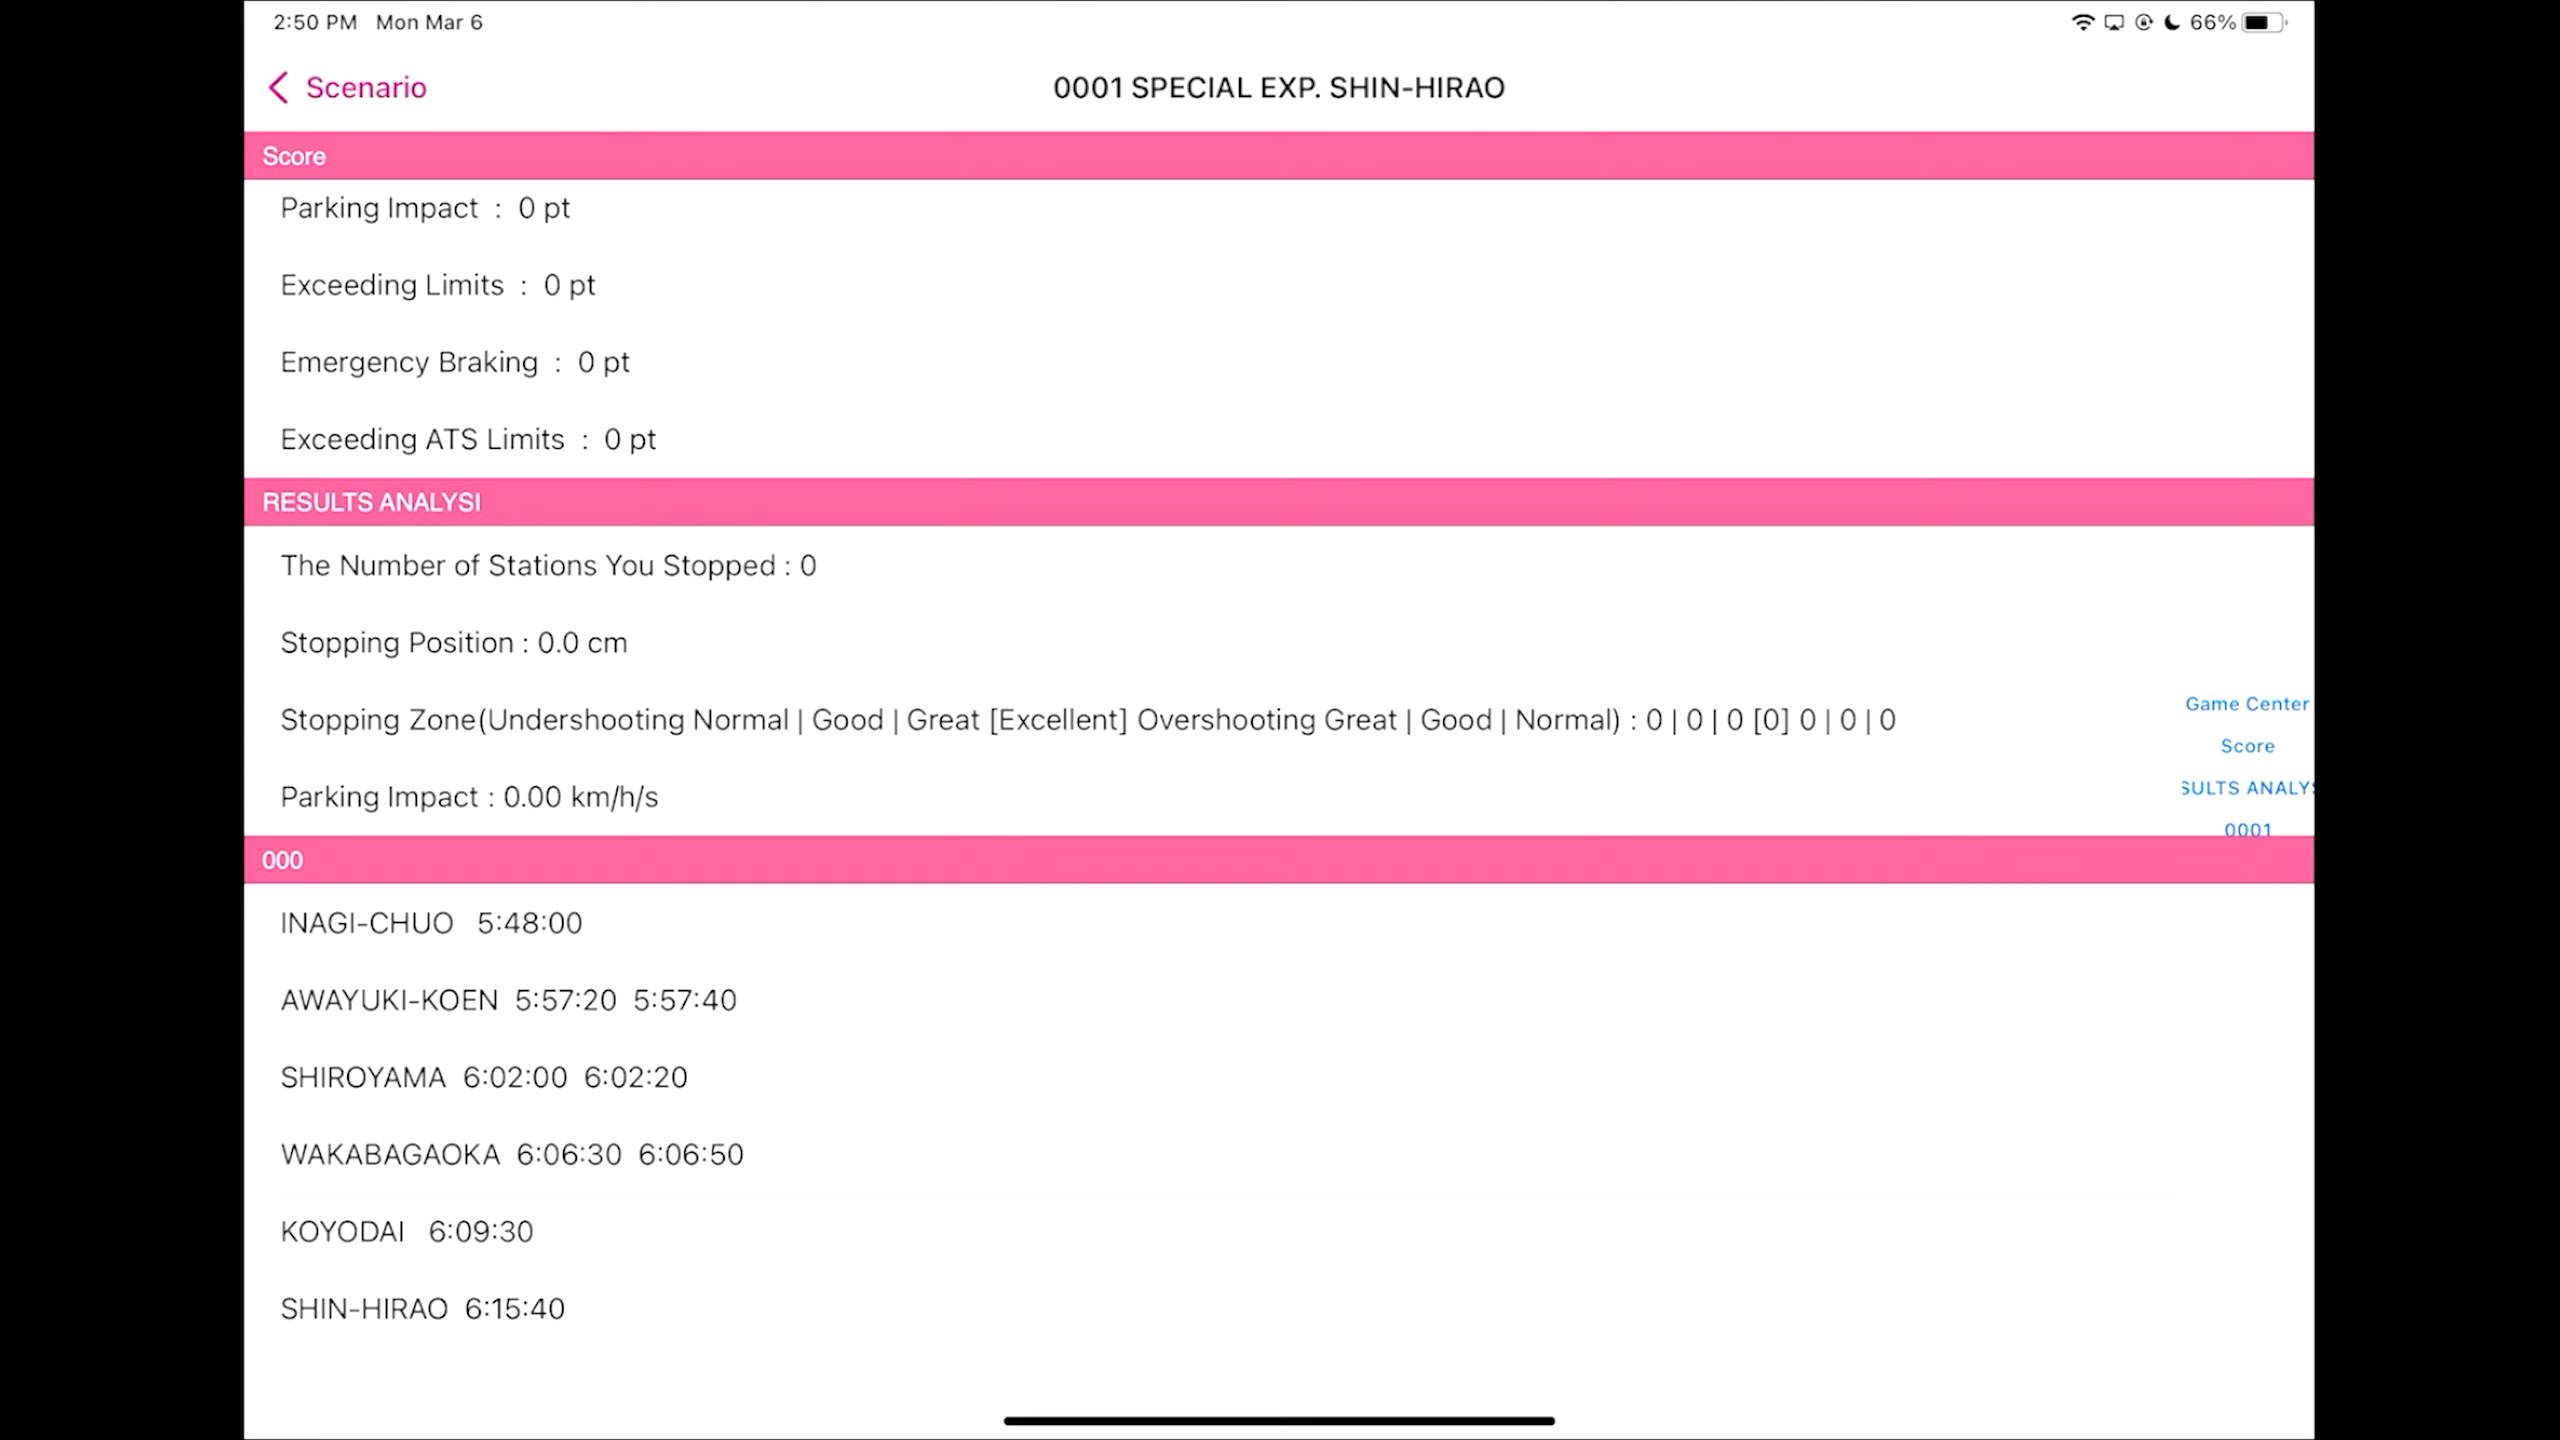 2:50 PM Mon Mar 6 66%
Scenario
0001 SPECIAL EXP. SHIN-HIRAO
Score
Parking Impact : 0 pt
Exceeding Limits : 0 pt
Emergency Braking : 0 pt
Exceeding ATS Limits : 0 pt
RESULTS ANALYSI
The Number of Stations You Stopped : 0
Stopping Position : 0.0 cm
Stopping Zone(Undershooting Normal | Good | Great [Excellent] Overshooting Great | Good | Normal) : 0 | 0 | 0 [0] 0 | 0 | 0
Parking Impact : 0.00 km/h/s
Game Center
Score
SULTS ANALYS
0001
000
INAGI-CHUO 5:48:00
AWAYUKI-KOEN 5:57:20 5:57:40
SHIROYAMA 6:02:00 6:02:20
WAKABAGAOKA 6:06:30 6:06:50
KOYODAI 6:09:30
SHIN-HIRAO 6:15:40